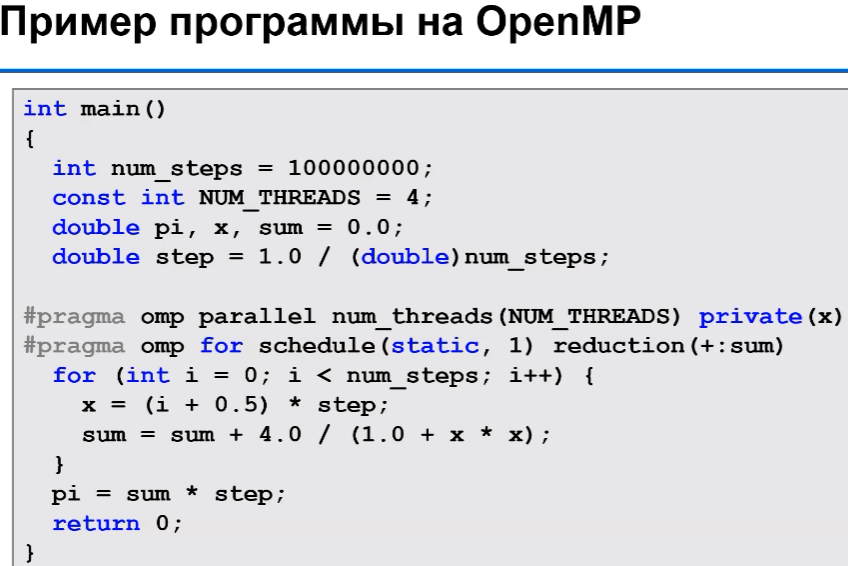 Пример программы на OpenMP
int main()
{
int num_steps = 100000000;
const int NUM_THREADS = 4;
double pi, x, sum = 0.0;
double step = 1.0 / (double)num_steps;
#pragma omp parallel num_threads(NUM_THREADS) private(x)
#pragma omp for schedule(static, 1) reduction(+:sum)
for (int i = 0; i < num_steps; i++) {
x = (i + 0.5) * step;
sum = sum + 4.0 / (1.0 + x * x);
}
pi = sum * step;
return 0;
}